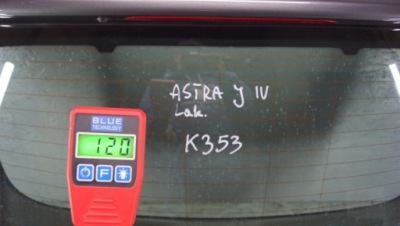 ASTRA J IV
Lak.
K353
BLUE
TECHNOLOGY
120
F